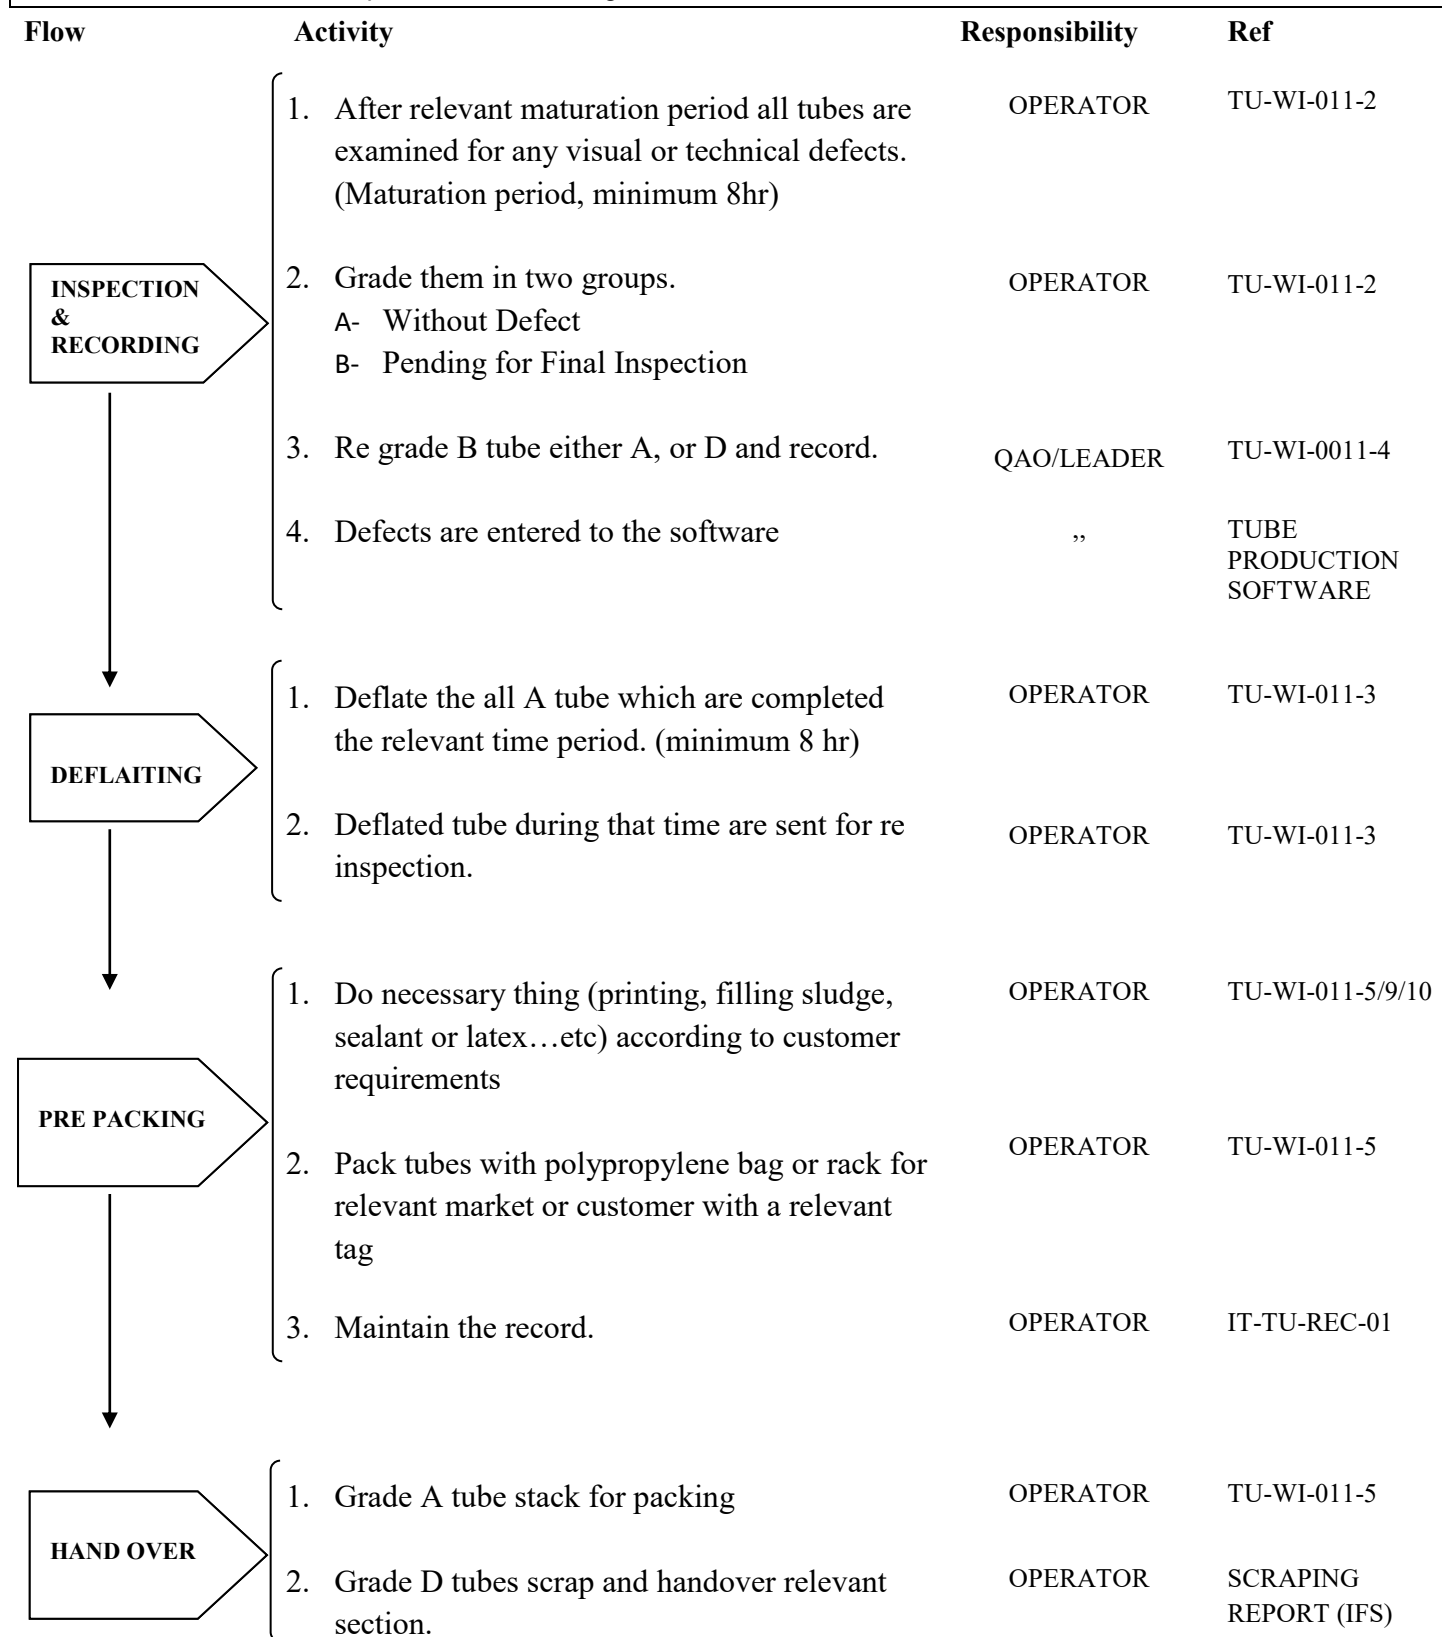 Flow Activity Responsibility Ref
1. After relevant maturation period all tubes are OPERATOR TU-WI-011-2
examined for any visual or technical defects.
(Maturation period, minimum 8hr)
INSPECTION
&
RECORDING
2. Grade them in two groups. OPERATOR TU-WI-011-2
A- Without Defect
B- Pending for Final Inspection
3. Re grade B tube either A, or D and record. QAO/LEADER TU-WI-0011-4
4. Defects are entered to the software ,, TUBE
PRODUCTION
SOFTWARE
DEFLAITING
1. Deflate the all A tube which are completed OPERATOR TU-WI-011-3
the relevant time period. (minimum 8 hr)
2. Deflated tube during that time are sent for re OPERATOR TU-WI-011-3
inspection.
PRE PACKING
1. Do necessary thing (printing, filling sludge, OPERATOR TU-WI-011-5/9/10
sealant or latex…etc) according to customer
requirements
2. Pack tubes with polypropylene bag or rack for OPERATOR TU-WI-011-5
relevant market or customer with a relevant
tag
3. Maintain the record. OPERATOR IT-TU-REC-01
HAND OVER
1. Grade A tube stack for packing OPERATOR TU-WI-011-5
2. Grade D tubes scrap and handover relevant OPERATOR SCRAPING
section. REPORT (IFS)